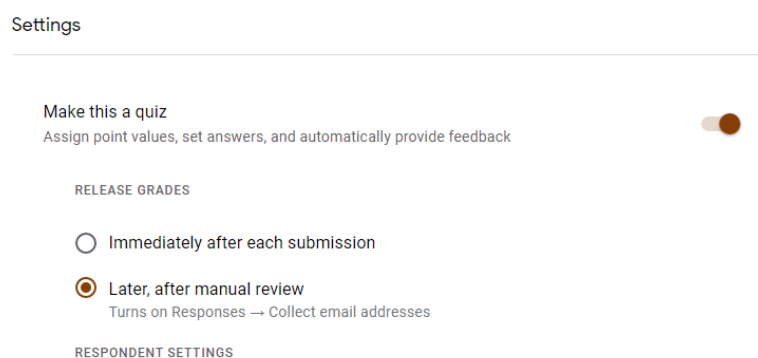 Settings
Make this a quiz
Assign point values, set answers, and automatically provide feedback
RELEASE GRADES
Immediately after each submission
Later, after manual review
Turns on Responses → Collect email addresses
RESPONDENT SETTINGS